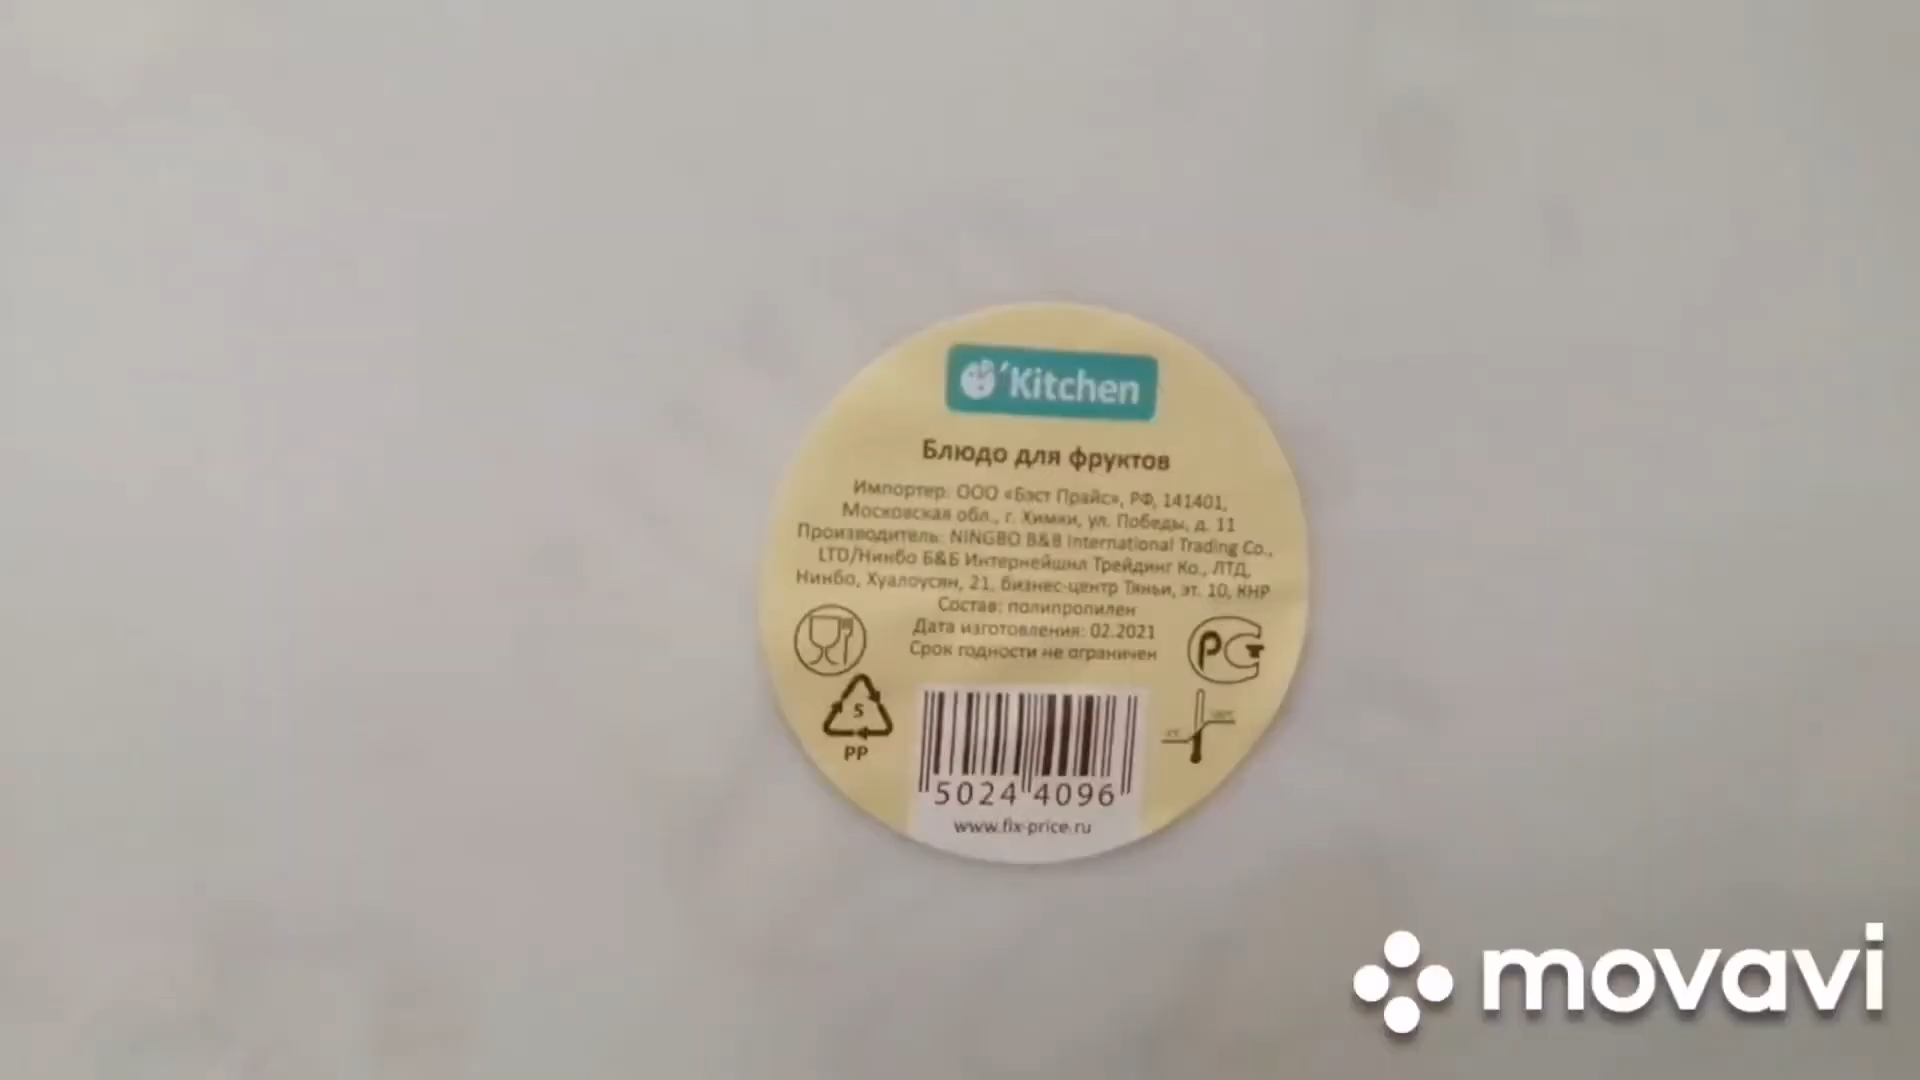 'Kitchen
Блюдо для фруктов
Импортер: ООО «Бэст Прайс», РФ, 141401,
Московская обл., г. Химки, ул. Победы, д. 11
Производитель: NINGBO B&B International Trading Co.,
LTD/Нинбо Б&Б Интернейшнл Трейдинг Ко., ЛТД,
Нинбо, Хуалоусян, 21, бизнес-центр Тяньи, эт. 10, КНР
Состав: полипропилен
Дата изготовления: 02.2021
Срок годности не ограничен
РСТ
5
PP
5024 4096
www.fix-price.ru
movavi